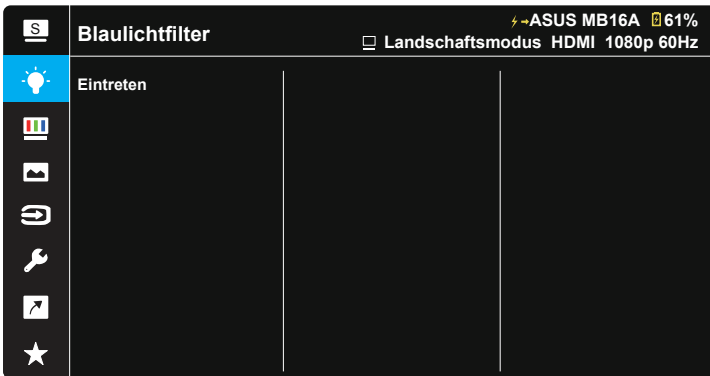 S
Blaulichtfilter
ASUS MB16A 61%
Landschaftsmodus HDMI 1080p 60Hz
Eintreten